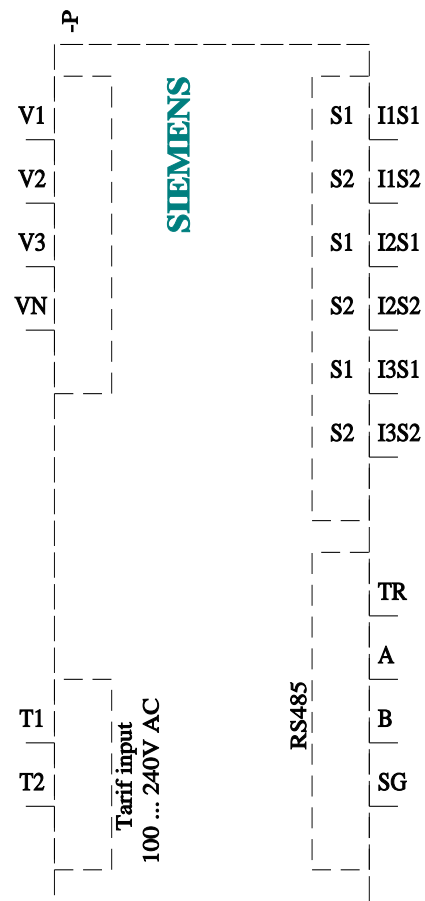 -P
SIEMENS
V1
V2
V3
VN
S1 I1S1
S2 I1S2
S1 I2S1
S2 I2S2
S1 I3S1
S2 I3S2
TR
A
B
SG
RS485
T1
T2
Tarif input
100 ... 240V AC